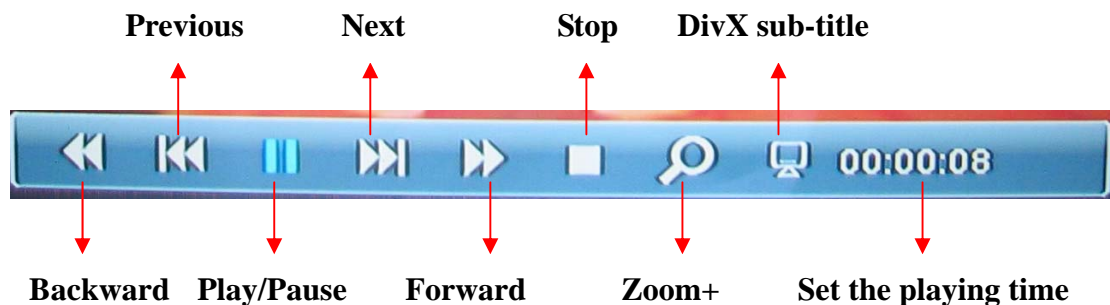 Previous Next Stop DivX sub-title
00:00:08
Backward Play/Pause Forward Zoom+ Set the playing time